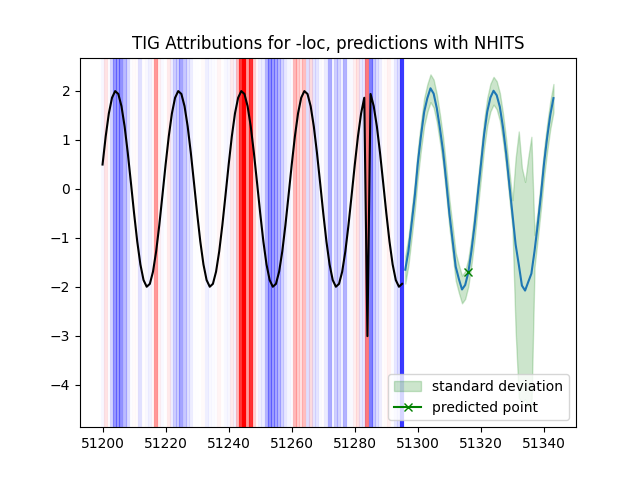 TIG Attributions for -loc, predictions with NHITS
2
1
0
−1
−2
−3
−4
standard deviation
predicted point
51200 51220 51240 51260 51280 51300 51320 51340